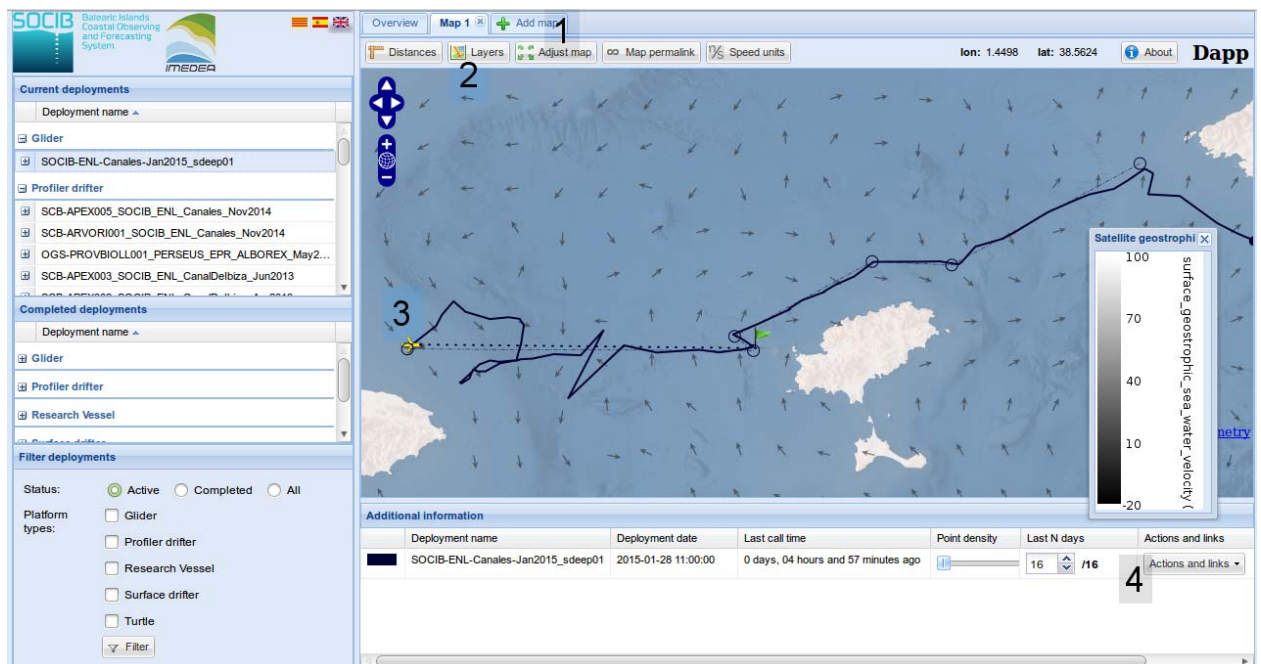 SOCIB
Balearic Islands
Coastal Observing
and Forecasting
System
IMEDEA
Current deployments
Deployment name
Glider
SOCIB-ENL-Canales-Jan2015_sdeep01
Profiler drifter
SCB-APEX005_SOCIB_ENL_Canales_Nov2014
SCB-ARVORI001_SOCIB_ENL_Canales_Nov2014
OGS-PROVBIOLL001_PERSEUS_EPR_ALBOREX_May2...
SCB-APEX003_SOCIB_ENL_CanalDeIbiza_Jun2013
Completed deployments
Deployment name
Glider
Profiler drifter
Research Vessel
Surface drifter
Filter deployments
Status: Active Completed All
Platform types:
Glider
Profiler drifter
Research Vessel
Surface drifter
Turtle
Filter
Overview Map 1 Add map
1
Distances Layers Adjust map Map permalink Speed units lon: 1.4498 lat: 38.5624 About Dapp
2
3
Satellite geostrophi
100
70
40
10
-20
surface_geostrophic_sea_water_velocity (
netry
Additional information
Deployment name Deployment date Last call time Point density Last N days Actions and links
SOCIB-ENL-Canales-Jan2015_sdeep01 2015-01-28 11:00:00 0 days, 04 hours and 57 minutes ago 16 /16 Actions and links
4